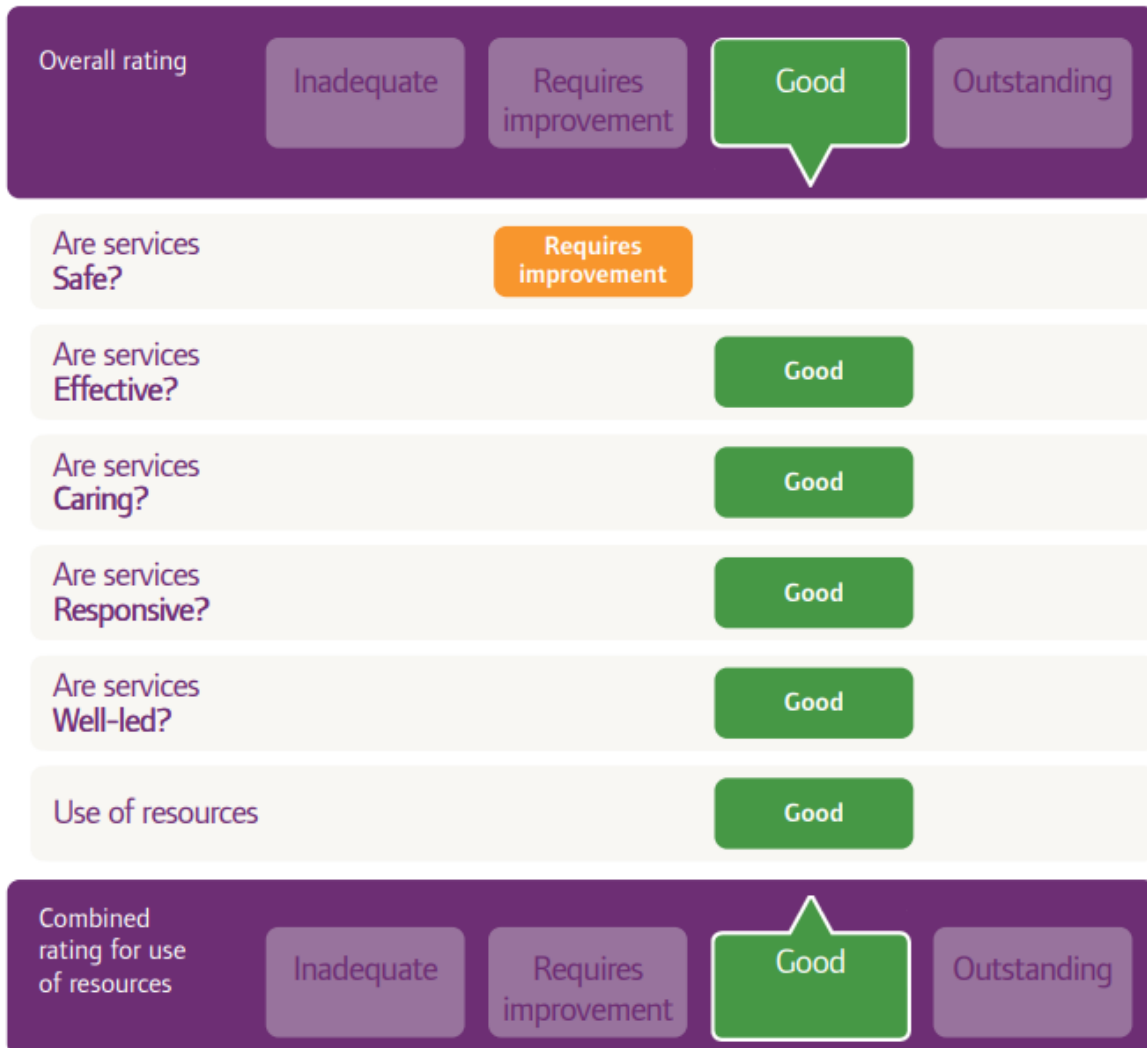 Overall rating
Inadequate
Requires
improvement
Good
Outstanding
Are services
Safe?
Requires
improvement
Are services
Effective?
Good
Are services
Caring?
Good
Are services
Responsive?
Good
Are services
Well-led?
Good
Use of resources
Good
Combined
rating for use
of resources
Inadequate
Requires
improvement
Good
Outstanding